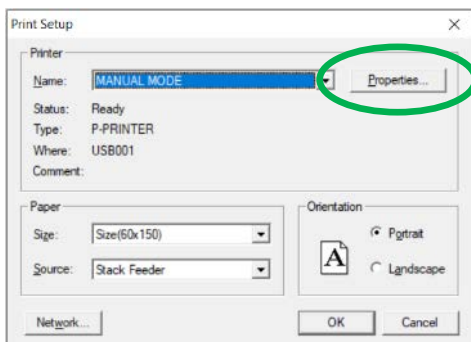 Print Setup
Printer
Name: MANUAL MODE Properties...
Status: Ready
Type: P-PRINTER
Where: USB001
Comment:
Paper
Size: Size(60x150)
Source: Stack Feeder
Orientation
A
Portrait
Landscape
Network... OK Cancel